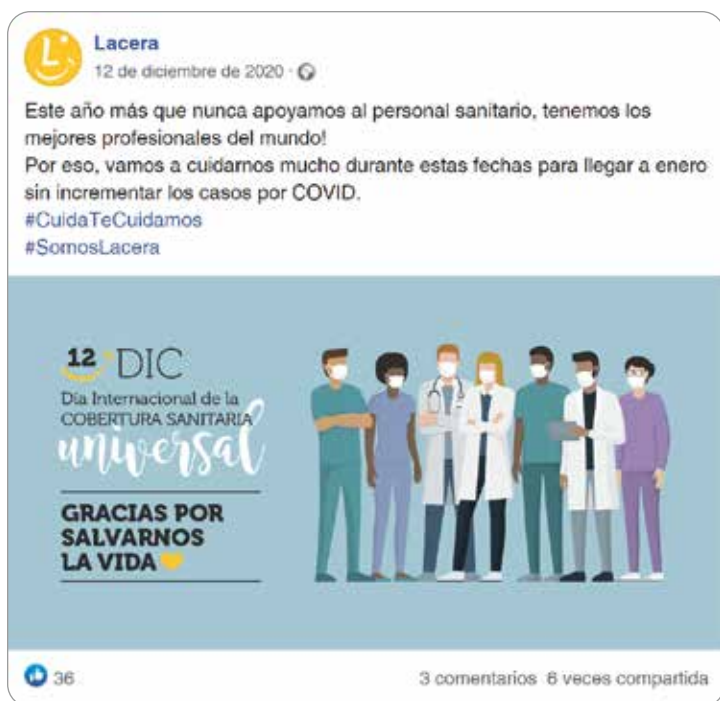 Lacera
12 de diciembre de 2020 ·
Este año más que nunca apoyamos al personal sanitario, tenemos los
mejores profesionales del mundo!
Por eso, vamos a cuidarnos mucho durante estas fechas para llegar a enero
sin incrementar los casos por COVID.
#CuidaTeCuidamos
#SomosLacera
12 DIC
Día Internacional de la
COBERTURA SANITARIA
universal
GRACIAS POR
SALVARNOS
LA VIDA
36
3 comentarios 6 veces compartida